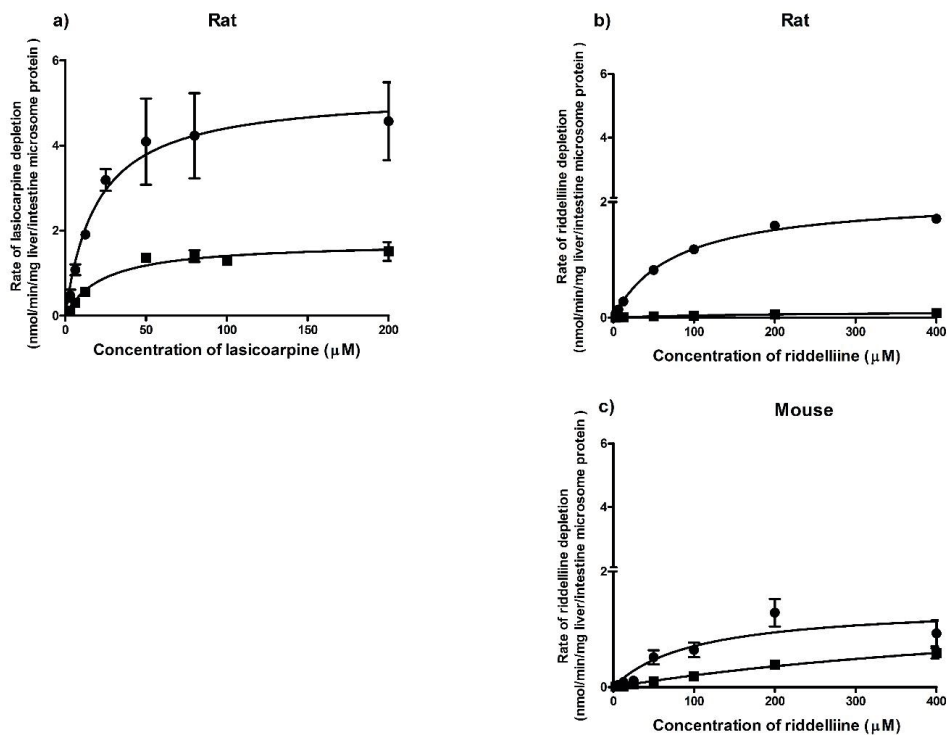 a)
Rat
Rate of lasiocarpine depletion
(nmol/min/mg liver/intestine microsome protein )
6
4
2
0
0
50
100
150
200
Concentration of lasicoarpine (µM)
b)
Rat
Rate of riddelliine depletion
(nmol/min/mg liver/intestine microsome protein )
6
4
2
2
0
0
100
200
300
400
Concentration of riddelliine (µM)
c)
Mouse
Rate of riddelliine depletion
(nmol/min/mg liver/intestine microsome protein )
6
4
2
2
0
0
100
200
300
400
Concentration of riddelliine (µM)